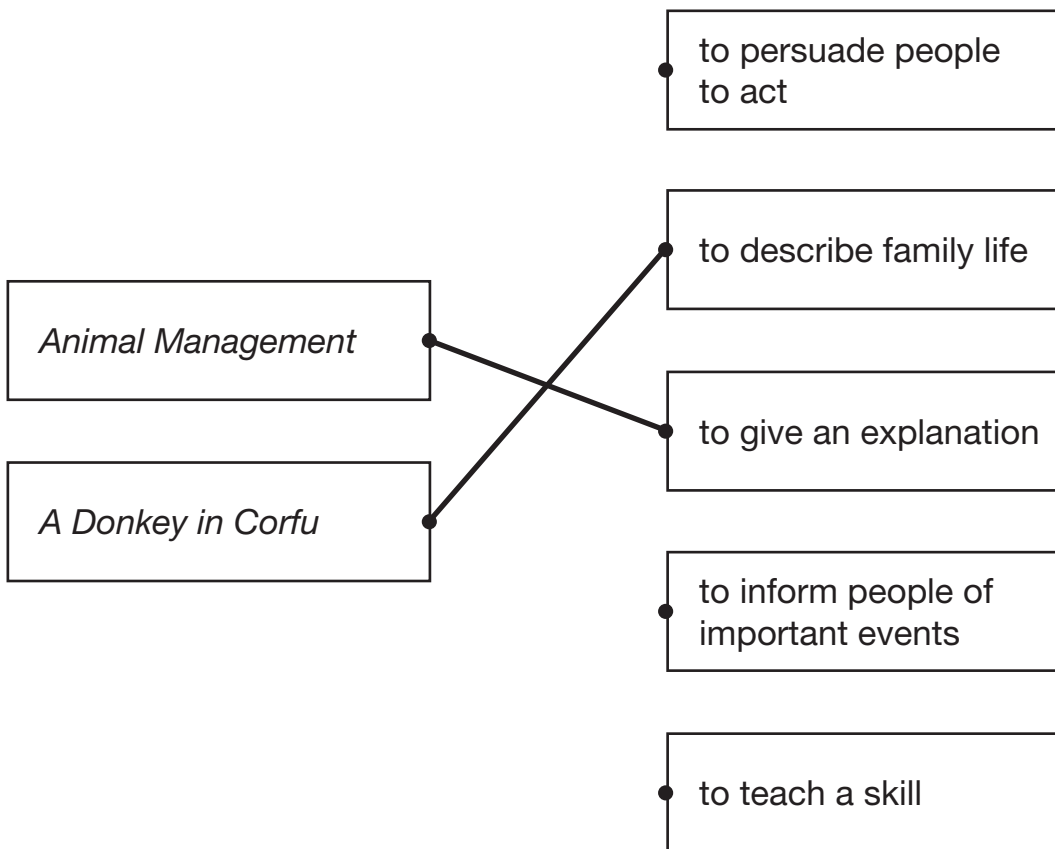 to persuade people
to act
to describe family life
Animal Management
to give an explanation
A Donkey in Corfu
to inform people of
important events
to teach a skill